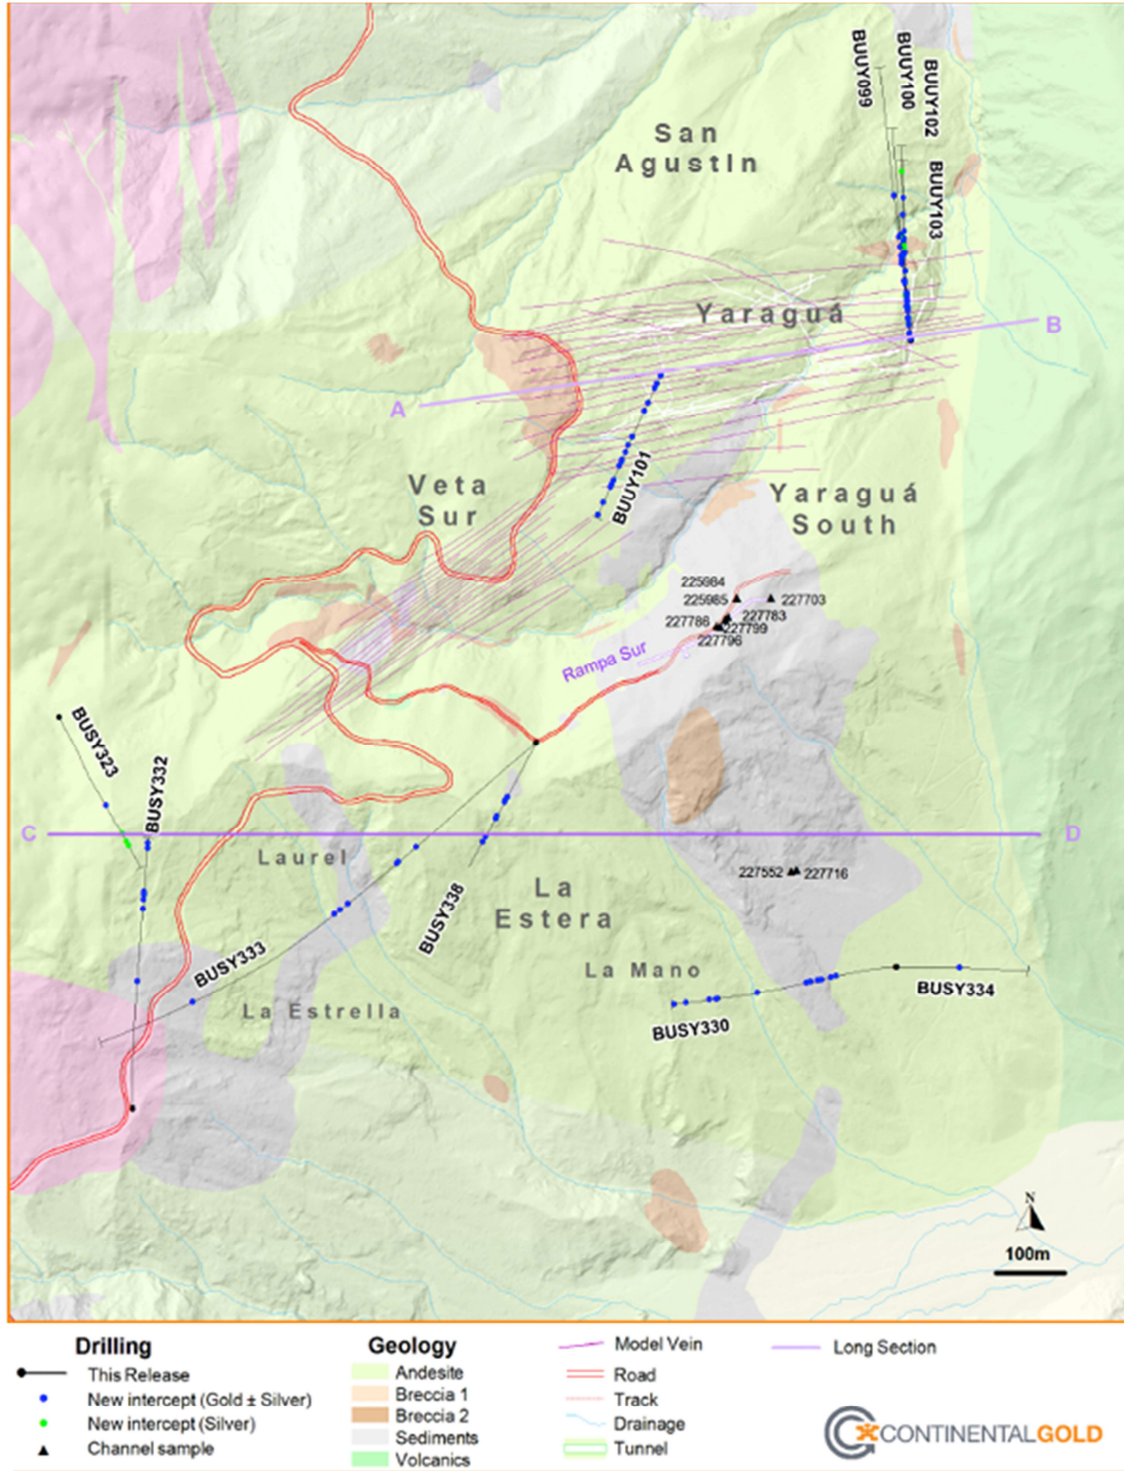 BUUY099
BUUY100
BUUY102
BUUY103
San
Agustin
Yaraguá
B
A
BUUY101
Veta
Sur
Yaraguá
South
225984
225985
227703
227786
227783
227799
227796
Rampa Sur
BUSY323
BUSY332
C
D
Laurel
La
Estera
227552
227716
BUSY338
BUSY333
La Mano
La Estrella
BUSY334
BUSY330
N
100m
Drilling
This Release
New intercept (Gold ± Silver)
New intercept (Silver)
Channel sample
Geology
Andesite
Breccia 1
Breccia 2
Sediments
Volcanics
Model Vein
Road
Track
Drainage
Tunnel
Long Section
CONTINENTALGOLD